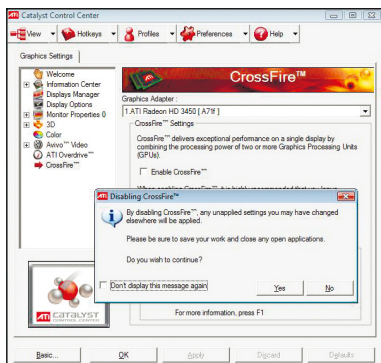 ATI Catalyst Control Center
View Hotkeys Profiles Preferences Help
Graphics Settings
Welcome
Information Center
Displays Manager
Display Options
Monitor Properties 0
3D
Color
Avivo™ Video
ATI Overdrive™
CrossFire™
CrossFire™
Graphics Adapter :
1.ATI Radeon HD 3450 [ A71f ]
CrossFire™ Settings
CrossFire™ delivers exceptional performance on a single display by
combining the processing power of two or more Graphics Processing Units
(GPUs).
Enable CrossFire™
ATI Disabling CrossFire™
By disabling CrossFire™, any unapplied settings you may have changed
elsewhere will be applied.
Please be sure to save your work and close any open applications.
Do you wish to continue?
Don't display this message again
Yes No
ATI CATALYST
CONTROL CENTER
For more information, press F1
Basic... OK Apply Discard Defaults